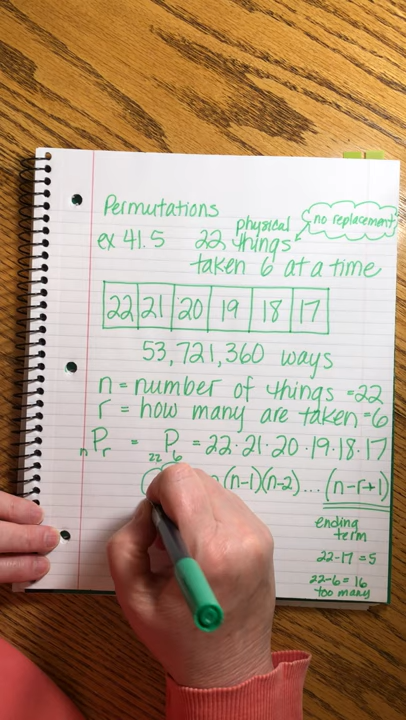 Permutations
ex 41.5 22 physical things
no replacement
taken 6 at a time
22 21 20 19 18 17
53,721,360 ways
n = number of things = 22
r = how many are taken = 6
nPr = 22P6 = 22·21·20·19·18·17
(n-1)(n-2)...(n-r+1)
ending
term
22-17 = 5
22-6 = 16
too many